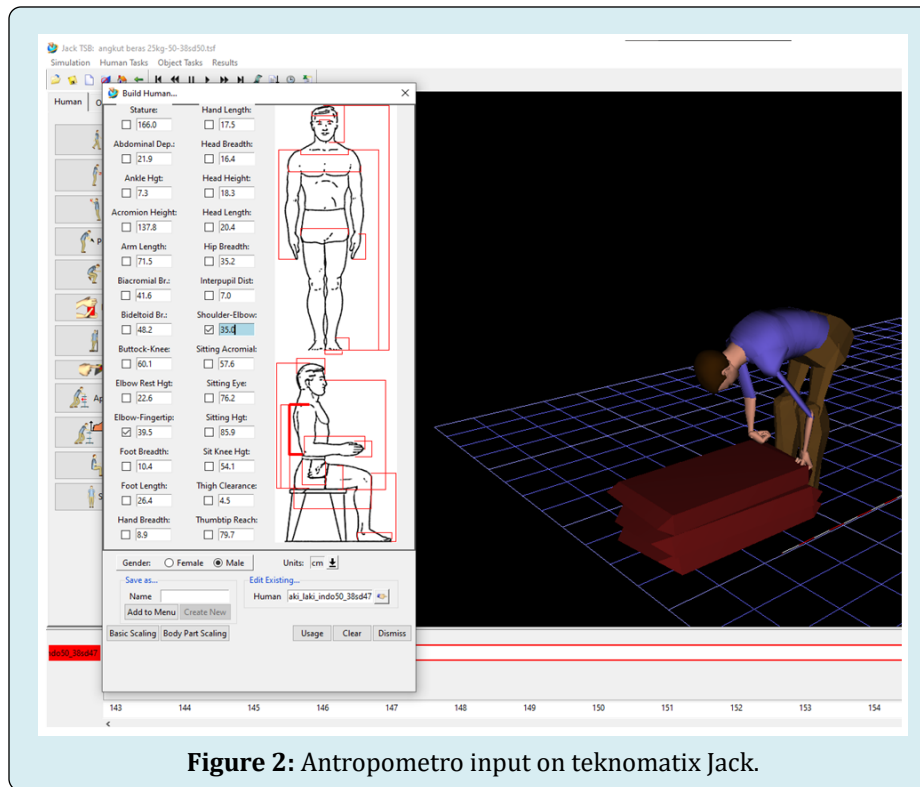 Jack TSB: angkut beras 25kg-50-38sd50.tsf
Simulation Human Tasks Object Tasks Results
Human O
Build Human...
Stature: Hand Length:
166.0 17.5
Abdominal Dep.: Head Breadth:
21.9 16.4
Ankle Hgt: Head Height:
7.3 18.3
Acromion Height: Head Length:
137.8 20.4
Arm Length: Hip Breadth:
71.5 35.2
Biacromial Br.: Interpupil Dist:
41.6 7.0
Bideltoid Br.: Shoulder-Elbow:
48.2 35.0
Buttock-Knee: Sitting Acromial:
60.1 57.6
Elbow Rest Hgt: Sitting Eye:
22.6 76.2
Elbow-Fingertip: Sitting Hgt:
39.5 85.9
Foot Breadth: Sit Knee Hgt:
10.4 54.1
Foot Length: Thigh Clearance:
26.4 4.5
Hand Breadth: Thumbtip Reach:
8.9 79.7
P
Ap
S
Gender: Female Male Units: cm
Save as... Edit Existing...
Name Human aki_laki_indo50_38sd47
Add to Menu Create New
Basic Scaling Body Part Scaling Usage Clear Dismiss
ndo50_38sd47
143 144 145 146 147 148 149 150 151 152 153 154
Figure 2: Antropometro input on teknomatix Jack.